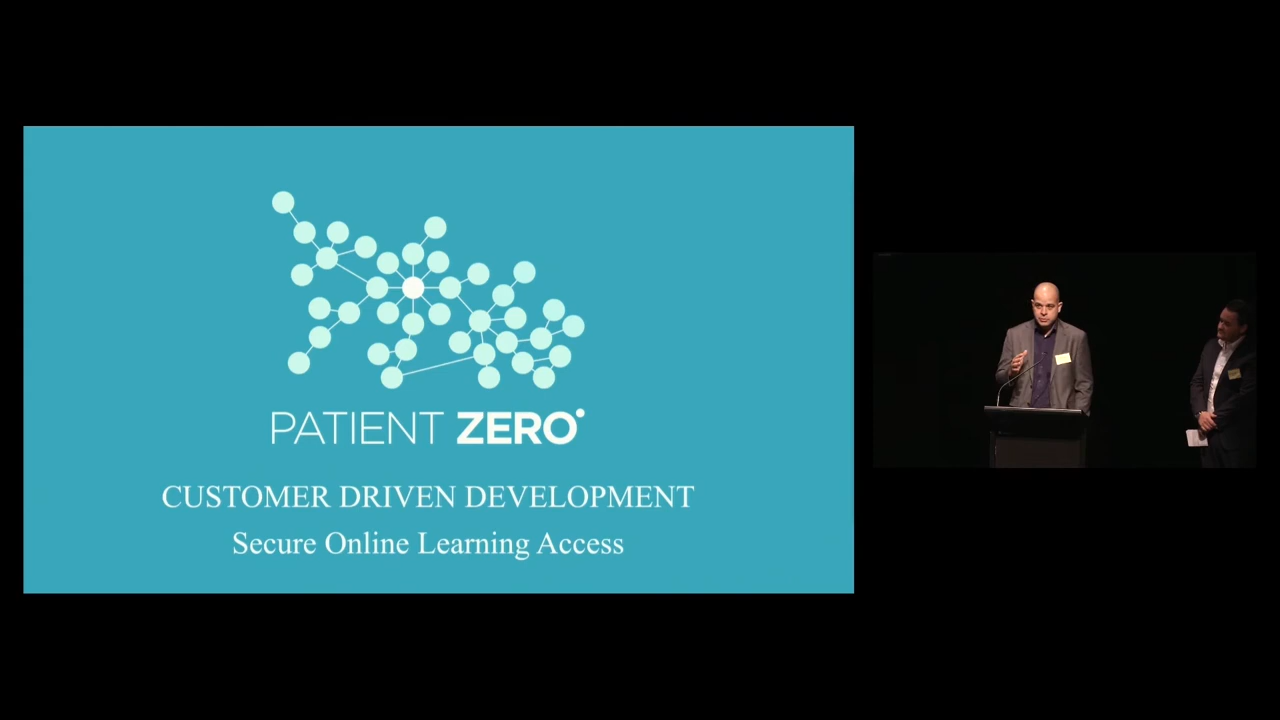 PATIENT ZERO
CUSTOMER DRIVEN DEVELOPMENT
Secure Online Learning Access